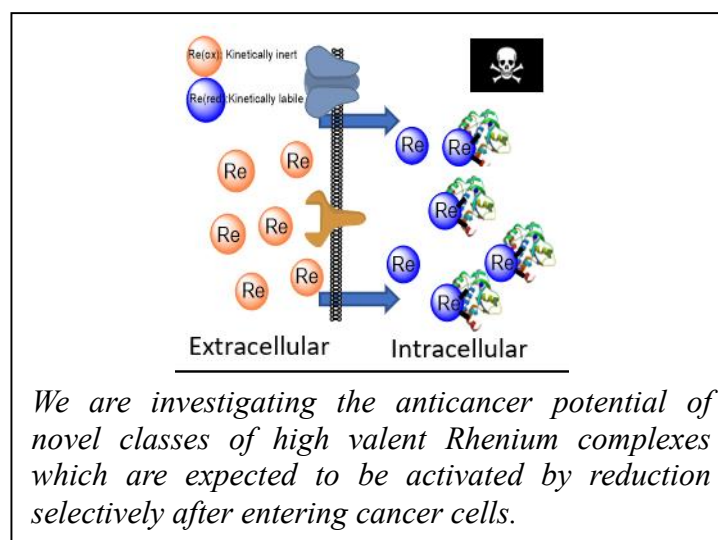 Re(ox): Kinetically inert
Re(red):Kinetically labile
Re
Re
Re
Re
Re
Re
Re
Re
Re
Re
Re
Re
Re
Extracellular
Intracellular
We are investigating the anticancer potential of
novel classes of high valent Rhenium complexes
which are expected to be activated by reduction
selectively after entering cancer cells.